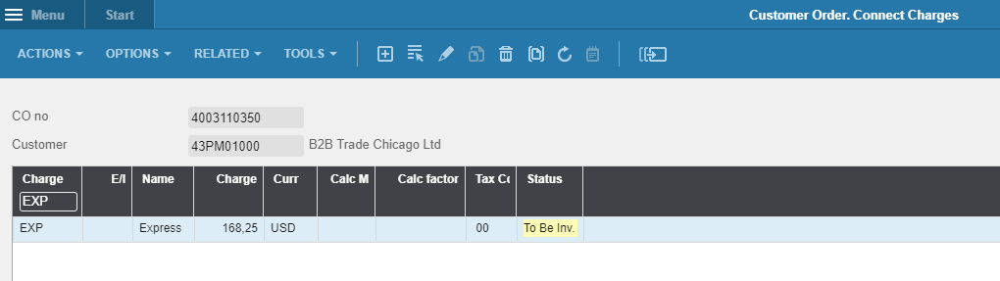 Menu Start Customer Order. Connect Charges
ACTIONS OPTIONS RELATED TOOLS
CO no 4003110350
Customer 43PM01000 B2B Trade Chicago Ltd
Charge E/I Name Charge Curr Calc M Calc factor Tax Co Status
EXP
EXP Express 168,25 USD 00 To Be Inv.